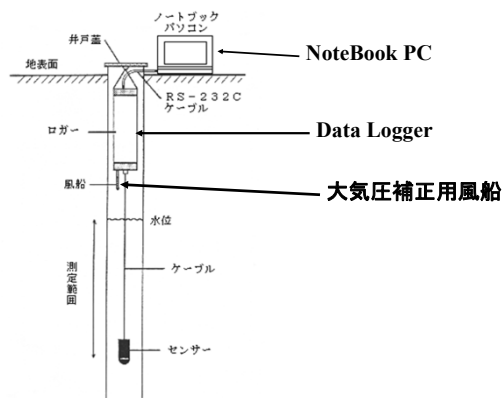 ノートブック
パソコン
井戸蓋
NoteBook PC
地表面
RS-232C
ケーブル
ロガー
Data Logger
風船
大気圧補正用風船
水位
測定範囲
ケーブル
センサー